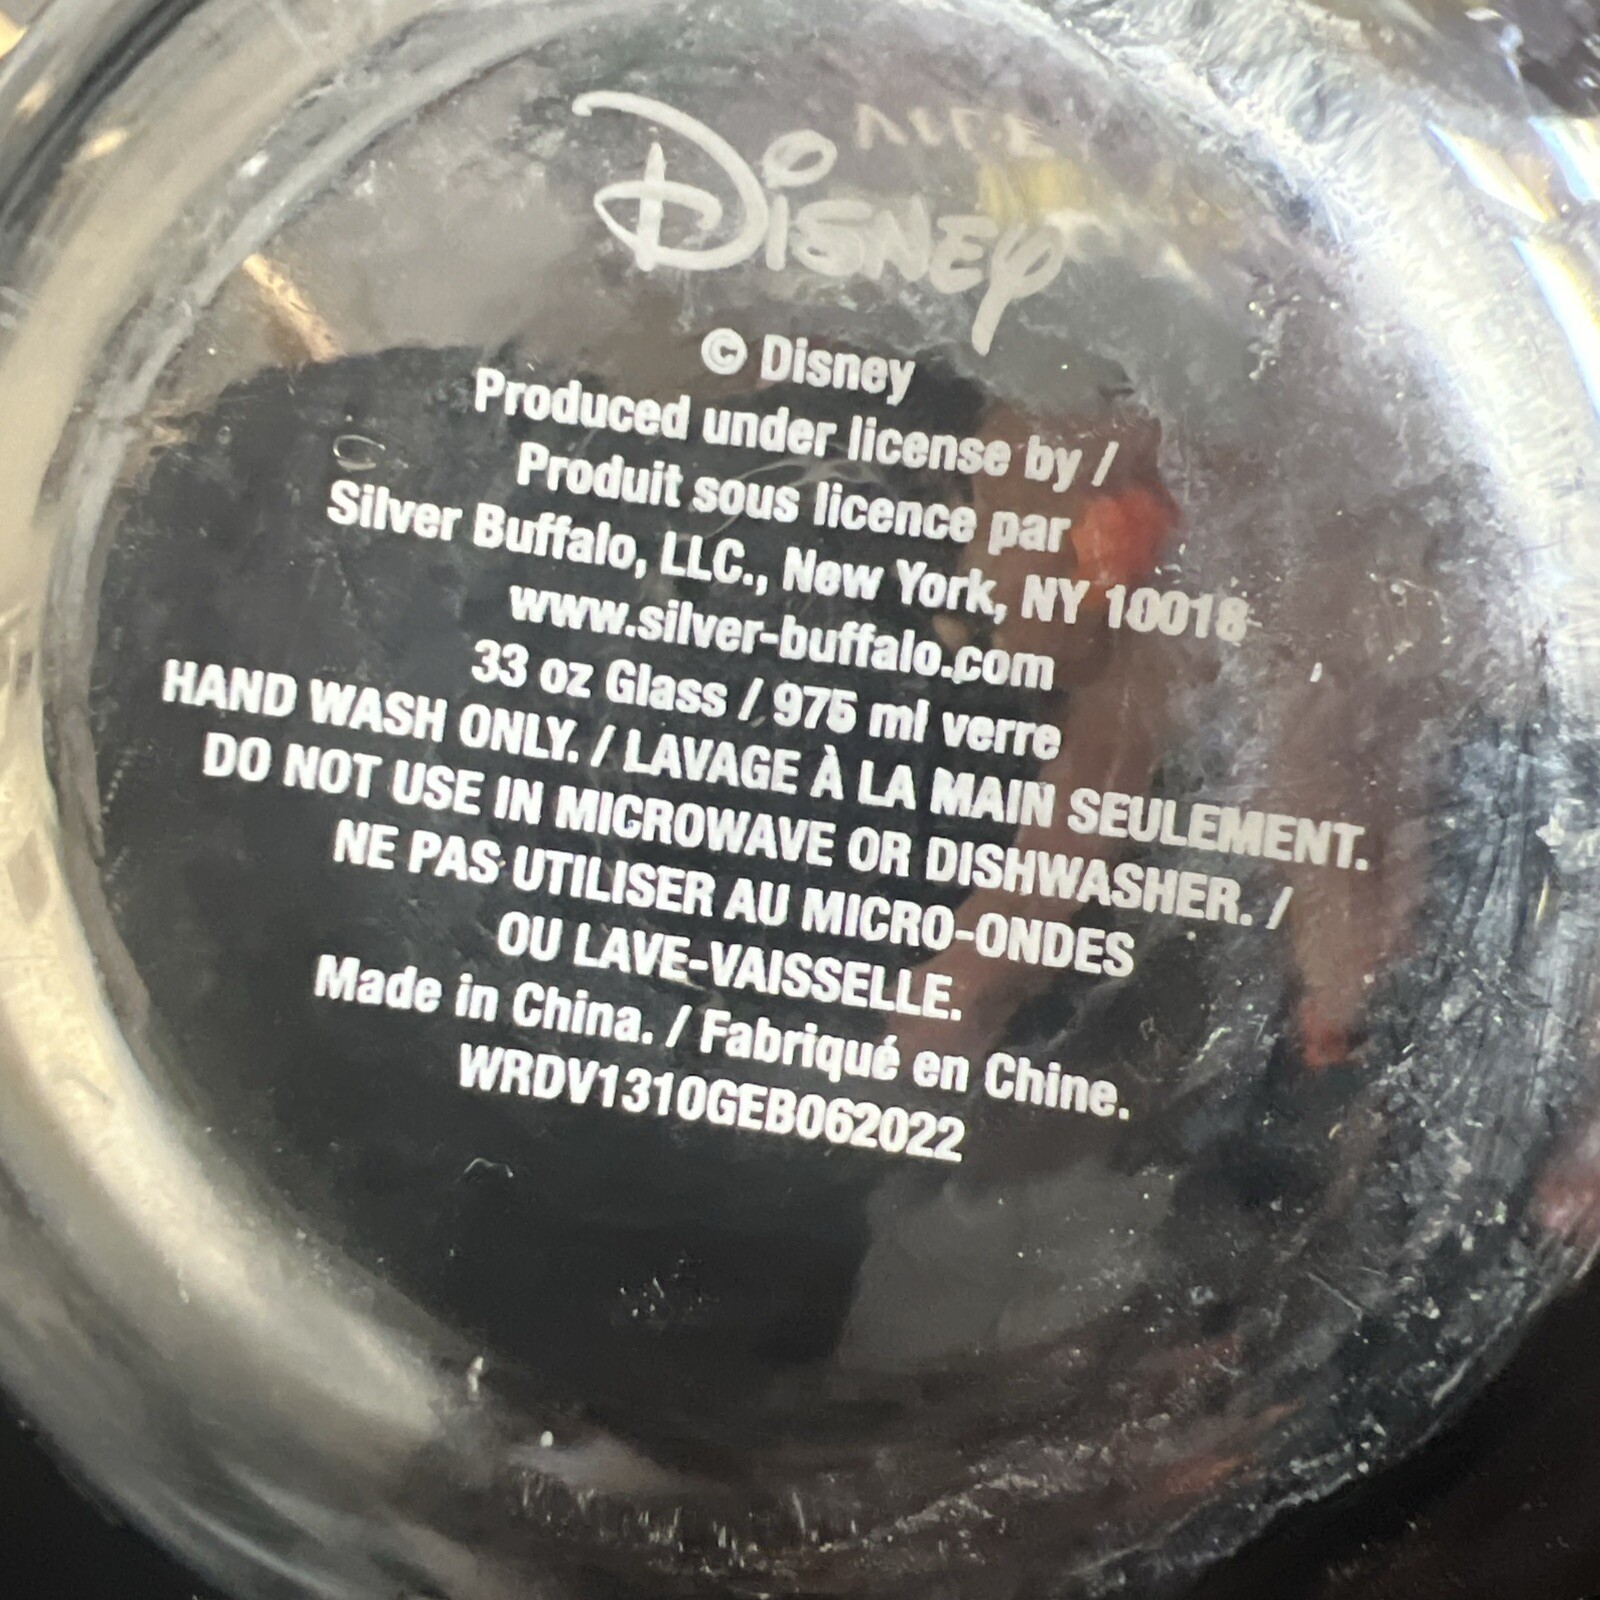 Disney
© Disney
Produced under license by /
Produit sous licence par
Silver Buffalo, LLC., New York, NY 10018
www.silver-buffalo.com
33 oz Glass / 975 ml verre
HAND WASH ONLY. / LAVAGE À LA MAIN SEULEMENT.
DO NOT USE IN MICROWAVE OR DISHWASHER. /
NE PAS UTILISER AU MICRO-ONDES
OU LAVE-VAISSELLE.
Made in China. / Fabriqué en Chine.
WRDV1310GEB062022